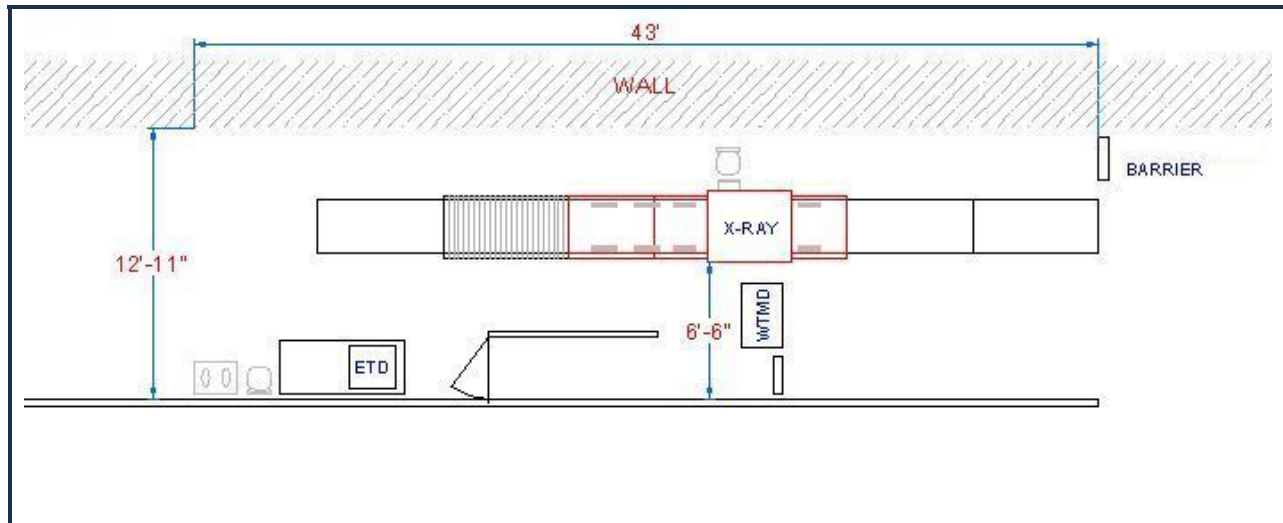 43'
WALL
BARRIER
X-RAY
12'-11"
WTMD
6'-6"
ETD